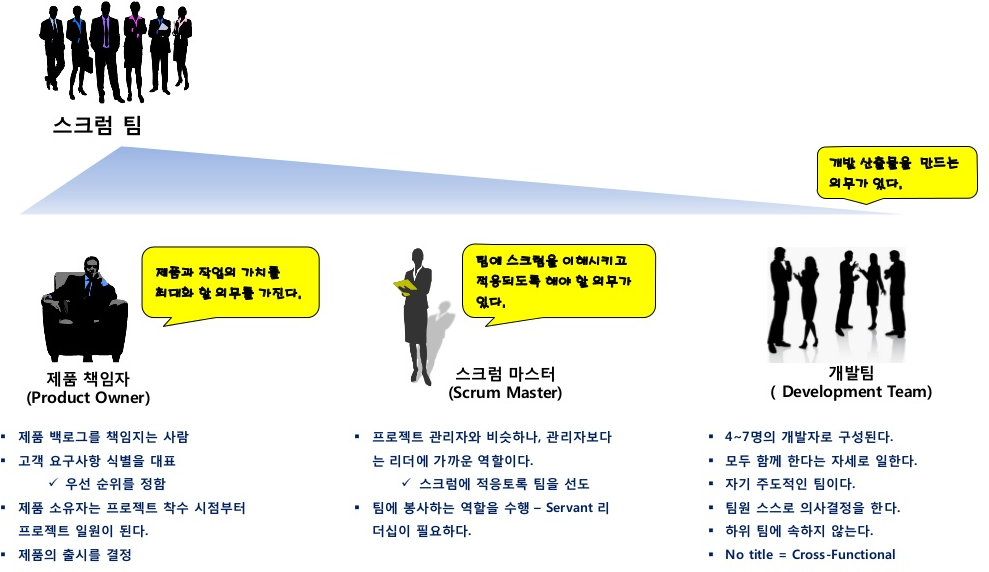 스크럼 팀
개발 산출물을 만드는
의무가 있다.
제품과 작업의 가치를
최대화 할 의무를 가진다.
팀에 스크럼을 이해시키고
적용되도록 해야 할 의무가
있다.
제품 책임자
(Product Owner)
스크럼 마스터
(Scrum Master)
개발팀
( Development Team)
▪ 제품 백로그를 책임지는 사람
▪ 고객 요구사항 식별을 대표
✓ 우선 순위를 정함
▪ 제품 소유자는 프로젝트 착수 시점부터
프로젝트 일원이 된다.
▪ 제품의 출시를 결정
▪ 프로젝트 관리자와 비슷하나, 관리자보다
는 리더에 가까운 역할이다.
✓ 스크럼에 적응토록 팀을 선도
▪ 팀에 봉사하는 역할을 수행 – Servant 리
더십이 필요하다.
▪ 4~7명의 개발자로 구성된다.
▪ 모두 함께 한다는 자세로 일한다.
▪ 자기 주도적인 팀이다.
▪ 팀원 스스로 의사결정을 한다.
▪ 하위 팀에 속하지 않는다.
▪ No title = Cross-Functional